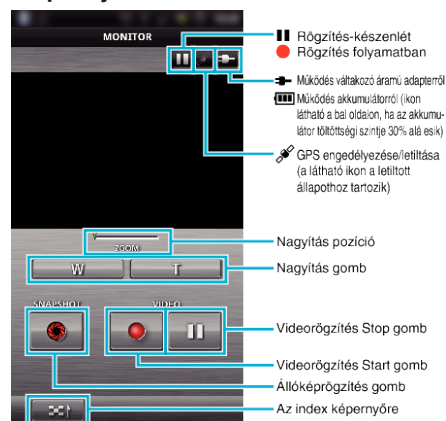 MONITOR
Rögzítés-készenlét
Rögzítés folyamatban
Működés váltakozó áramú adapterről
Működés akkumulátorról (ikon
látható a bal oldalon, ha az akkumu-
látor töltöttségi szintje 30% alá esik)
GPS engedélyezése/letiltása
(a látható ikon a letiltott
állapothoz tartozik)
ZOOM
Nagyítás pozíció
W T
Nagyítás gomb
SNAPSHOT VIDEO
Videorögzítés Stop gomb
Videorögzítés Start gomb
Állóképrögzítés gomb
Az index képernyőre